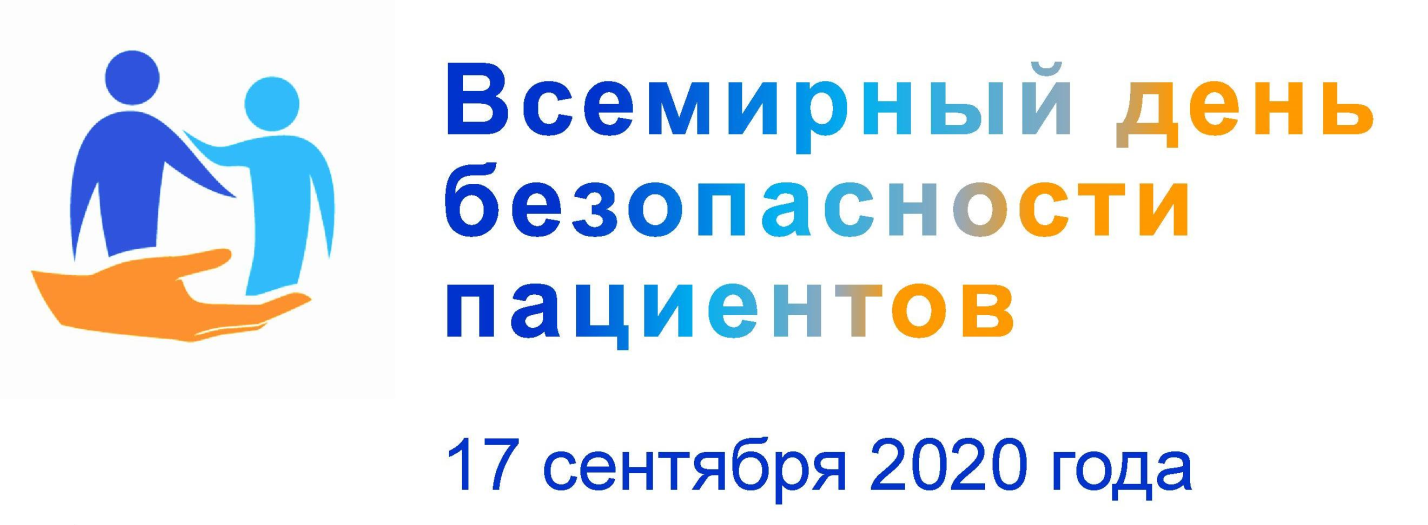 Всемирный день
безопасности
пациентов
17 сентября 2020 года